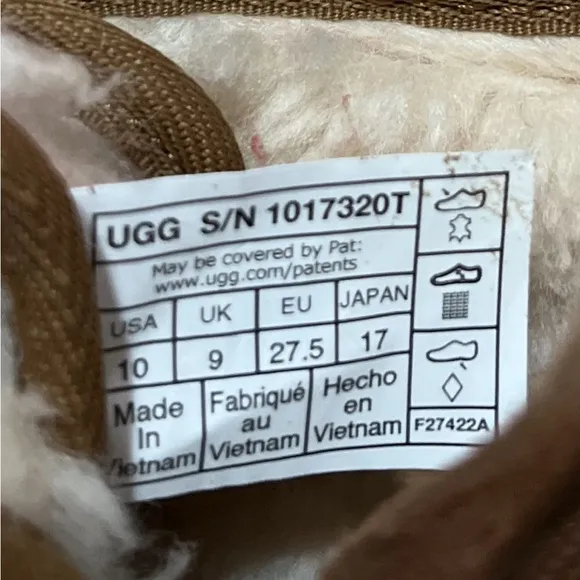 UGG S/N 1017320T
May be covered by Pat:
www.ugg.com/patents
USA UK EU JAPAN
10 9 27.5 17
Made
In
Vietnam
Fabriqué
au
Vietnam
Hecho
en
Vietnam
F27422A